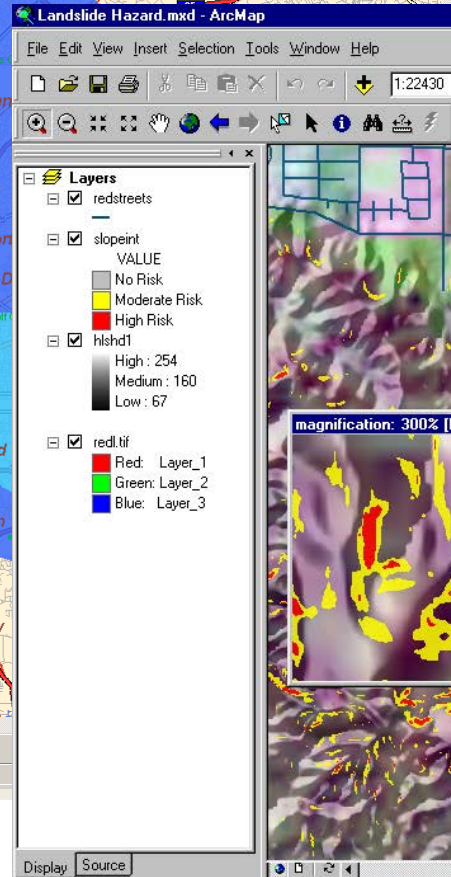 Landslide Hazard.mxd - ArcMap
File Edit View Insert Selection Tools Window Help
1:22430
Layers
redstreets
slopeint
VALUE
No Risk
Moderate Risk
High Risk
hlshd1
High : 254
Medium : 160
Low : 67
redl.tif
Red: Layer_1
Green: Layer_2
Blue: Layer_3
magnification: 300%
Display Source